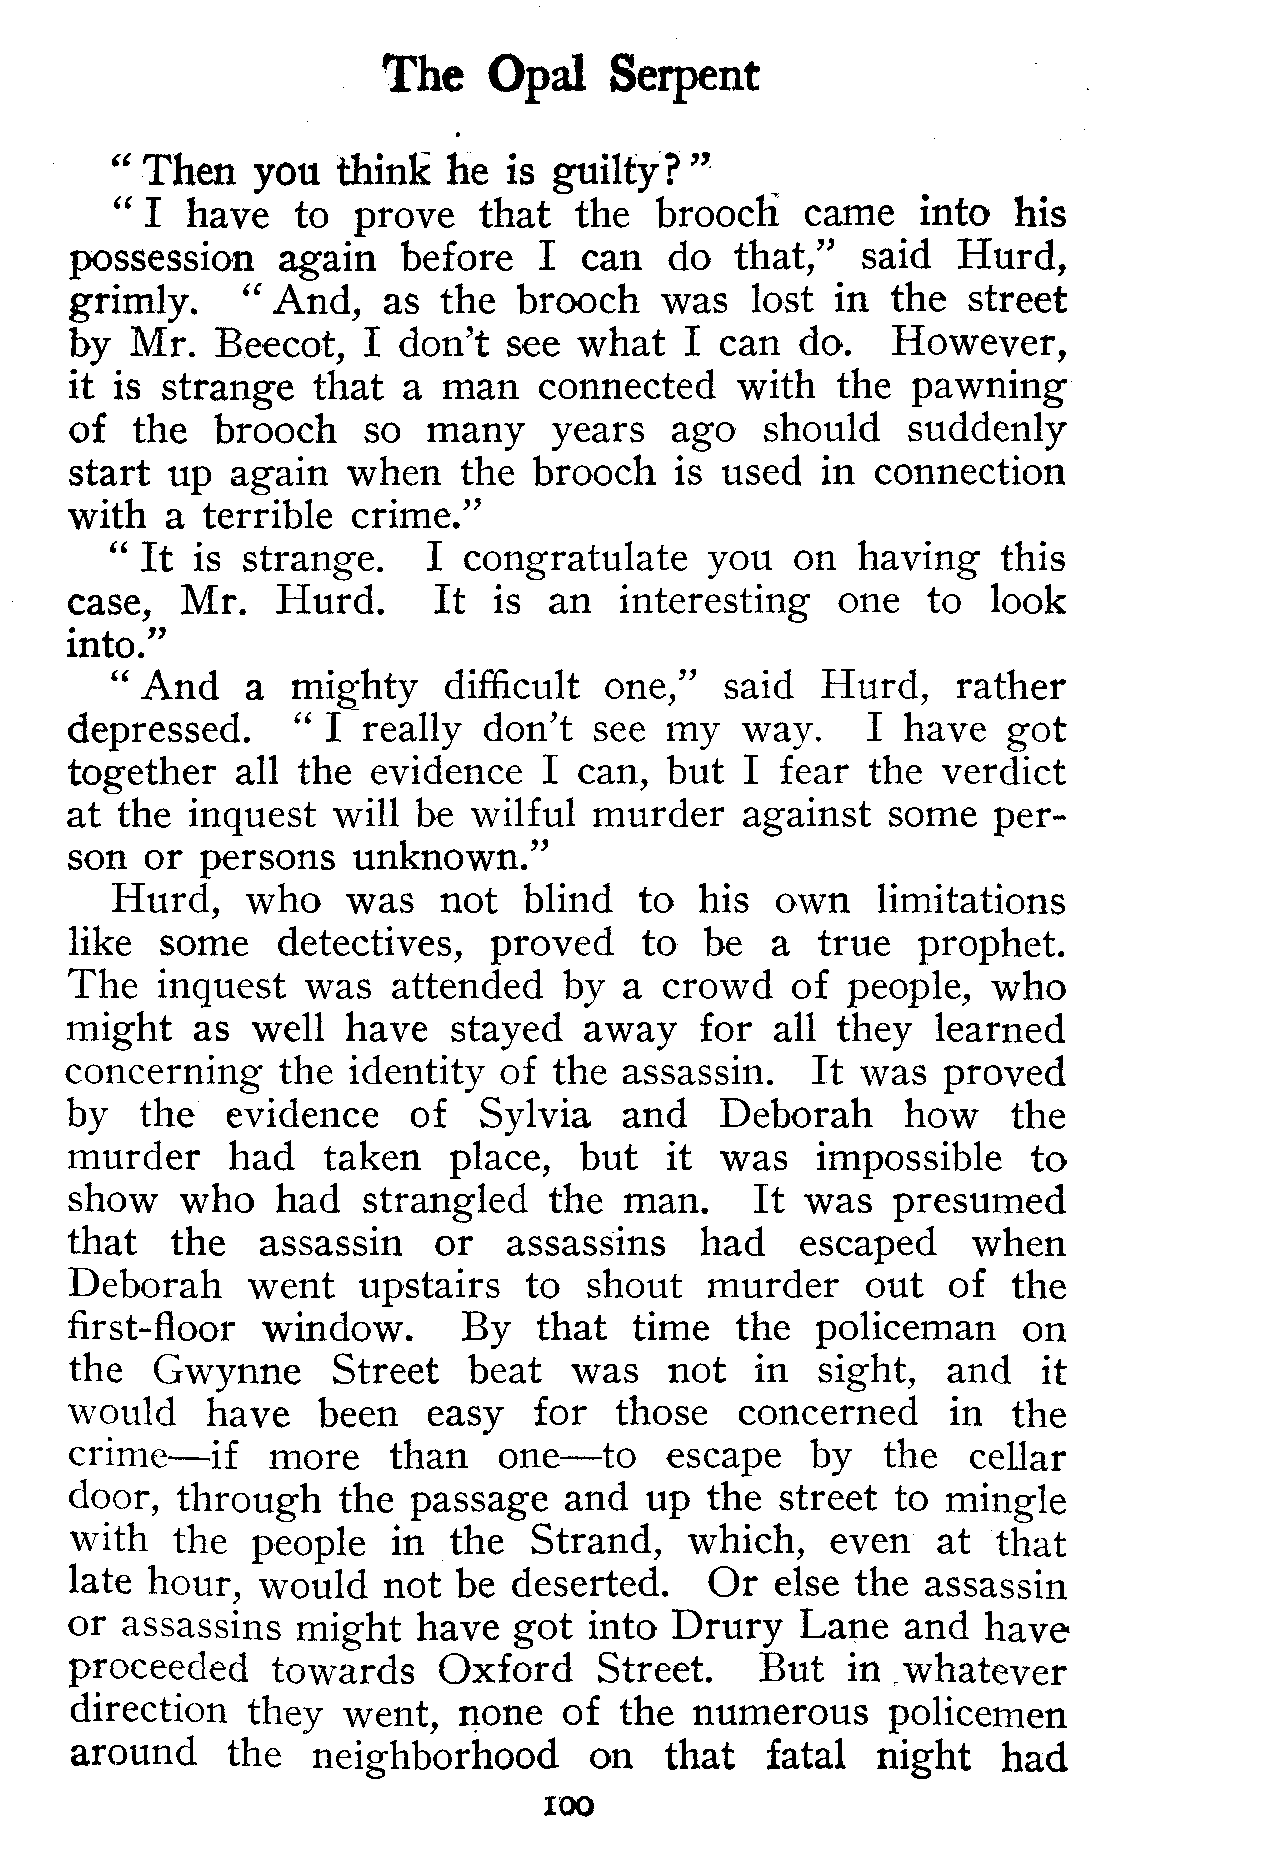 The Opal Serpent
“Then you think he is guilty?”
“I have to prove that the brooch came into his
possession again before I can do that,” said Hurd,
grimly. “And, as the brooch was lost in the street
by Mr. Beecot, I don’t see what I can do. However,
it is strange that a man connected with the pawning
of the brooch so many years ago should suddenly
start up again when the brooch is used in connection
with a terrible crime.”
“It is strange. I congratulate you on having this
case, Mr. Hurd. It is an interesting one to look
into.”
“And a mighty difficult one,” said Hurd, rather
depressed. “I really don’t see my way. I have got
together all the evidence I can, but I fear the verdict
at the inquest will be wilful murder against some per-
son or persons unknown.”
Hurd, who was not blind to his own limitations
like some detectives, proved to be a true prophet.
The inquest was attended by a crowd of people, who
might as well have stayed away for all they learned
concerning the identity of the assassin. It was proved
by the evidence of Sylvia and Deborah how the
murder had taken place, but it was impossible to
show who had strangled the man. It was presumed
that the assassin or assassins had escaped when
Deborah went upstairs to shout murder out of the
first-floor window. By that time the policeman on
the Gwynne Street beat was not in sight, and it
would have been easy for those concerned in the
crime—if more than one—to escape by the cellar
door, through the passage and up the street to mingle
with the people in the Strand, which, even at that
late hour, would not be deserted. Or else the assassin
or assassins might have got into Drury Lane and have
proceeded towards Oxford Street. But in whatever
direction they went, none of the numerous policemen
around the neighborhood on that fatal night had
100